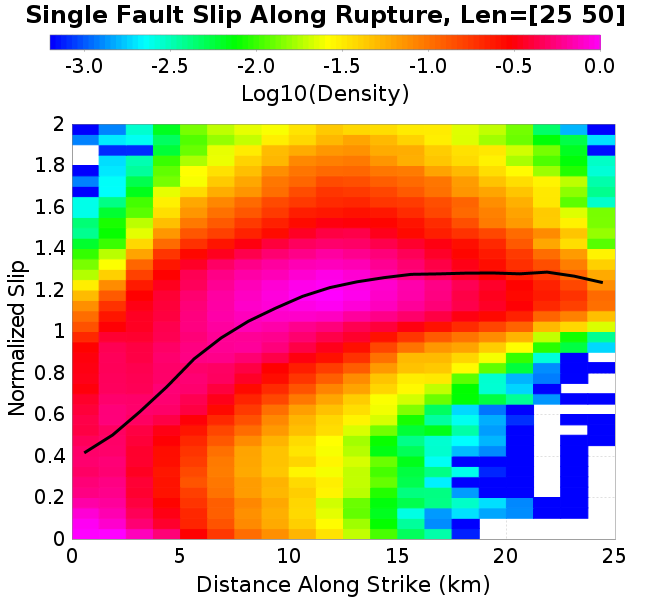 Single Fault Slip Along Rupture, Len=[25 50]
-3.0 -2.5 -2.0 -1.5 -1.0 -0.5 0.0
Log10(Density)
Normalized Slip
2
1.8
1.6
1.4
1.2
1
0.8
0.6
0.4
0.2
0
0 5 10 15 20 25
Distance Along Strike (km)